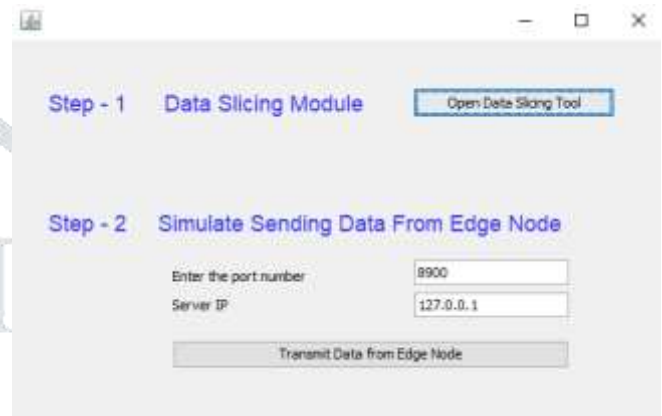 Step - 1 Data Slicing Module Open Data Slicing Tool
Step - 2 Simulate Sending Data From Edge Node
Enter the port number 8900
Server IP 127.0.0.1
Transmit Data from Edge Node